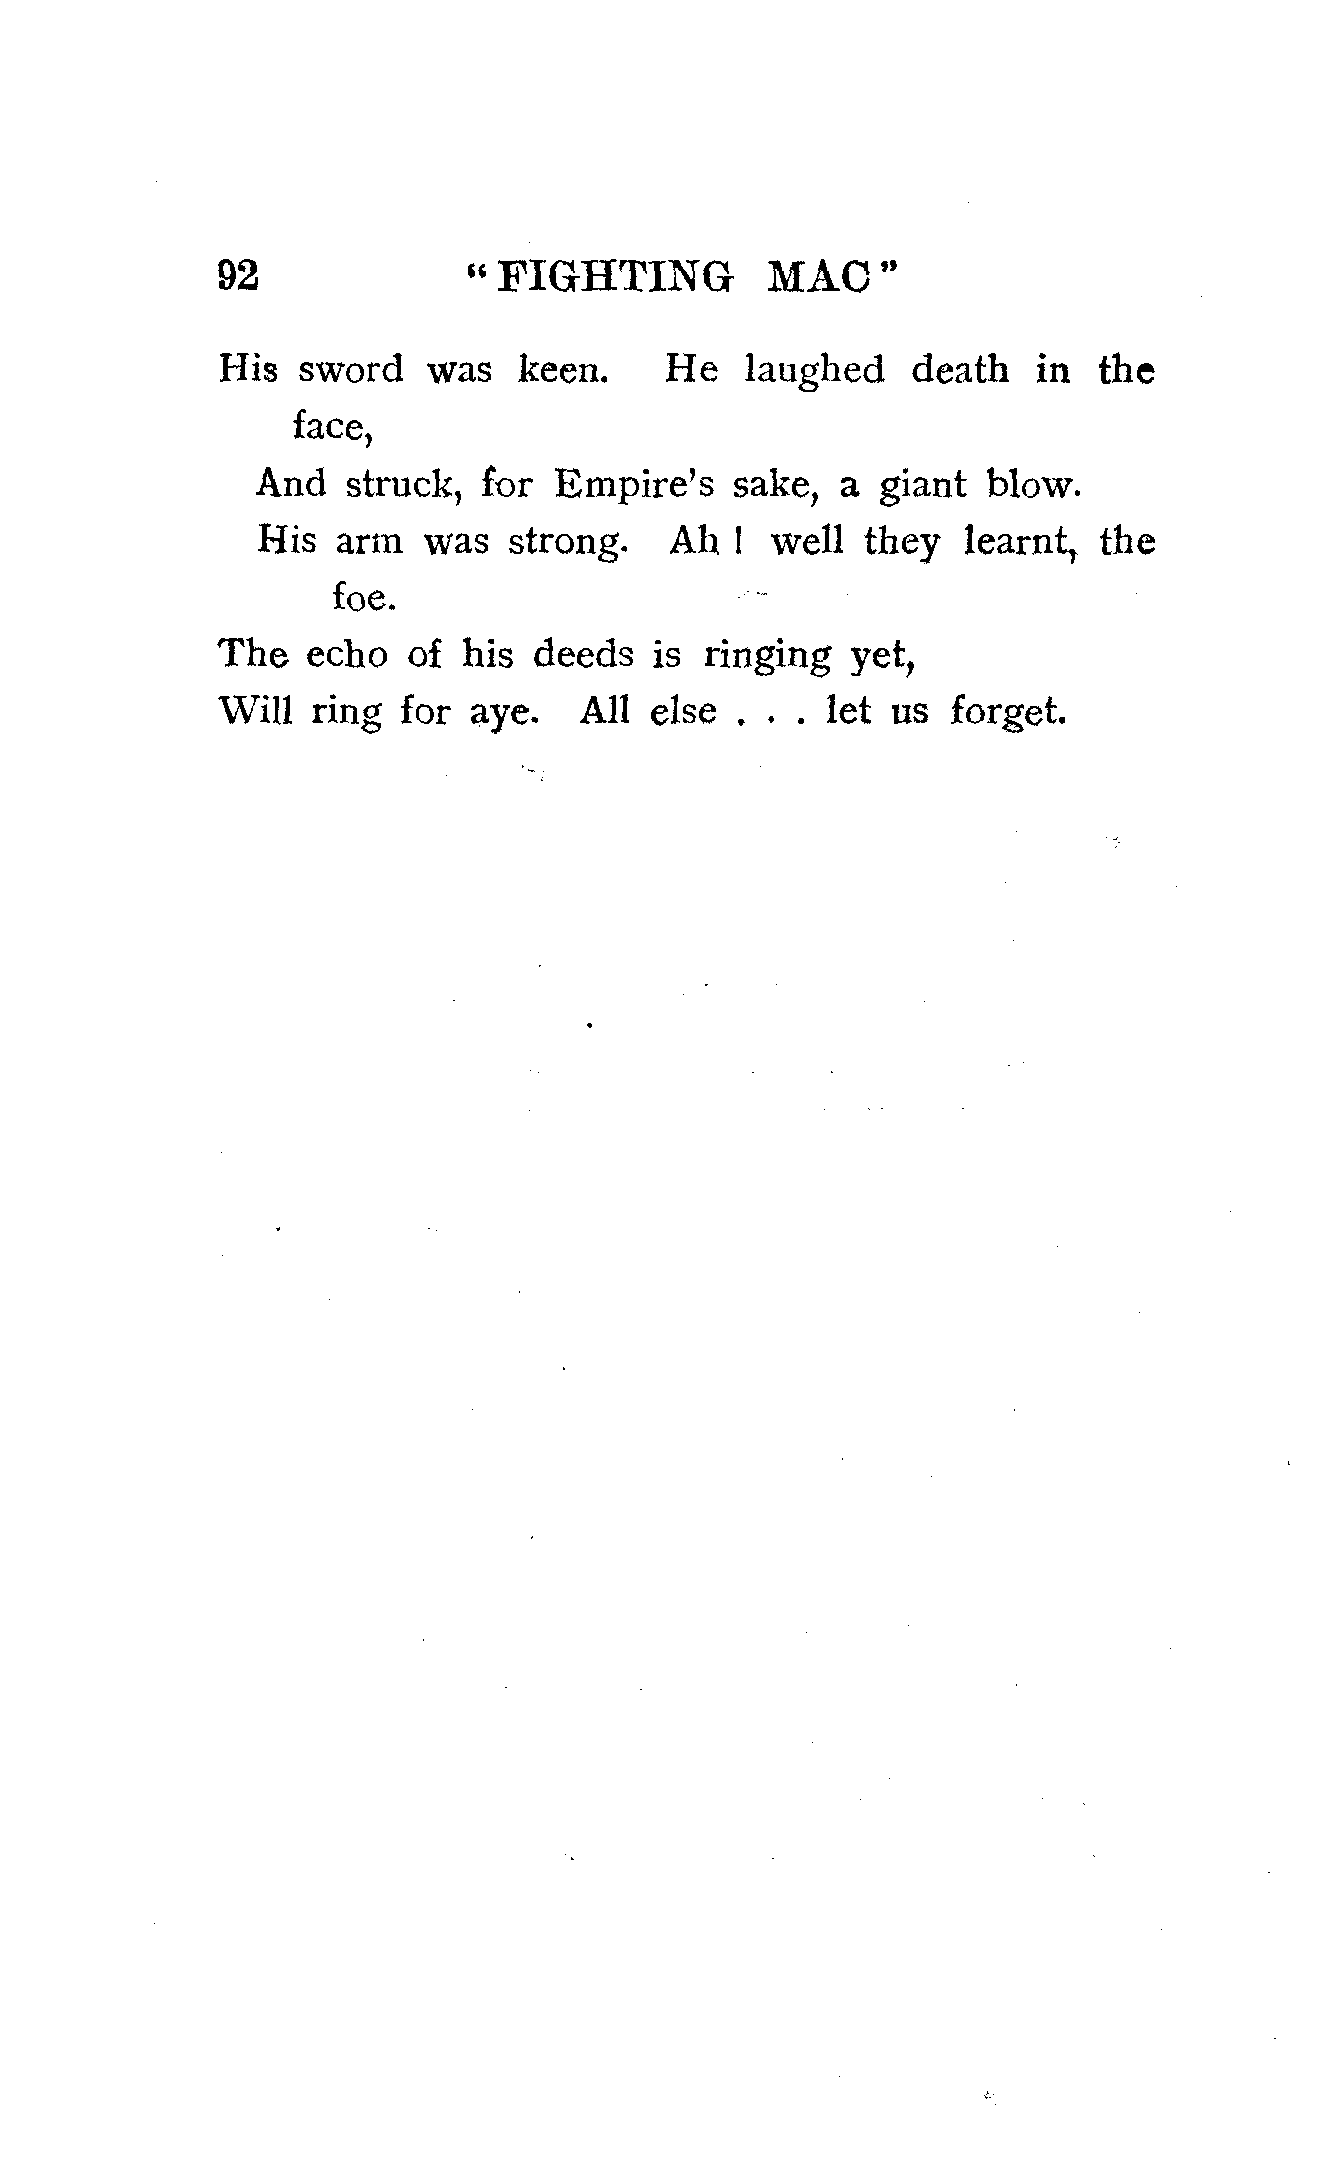 92 “FIGHTING MAC”
His sword was keen. He laughed death in the
face,
And struck, for Empire's sake, a giant blow.
His arm was strong. Ah ! well they learnt, the
foe.
The echo of his deeds is ringing yet,
Will ring for aye. All else . . . let us forget.